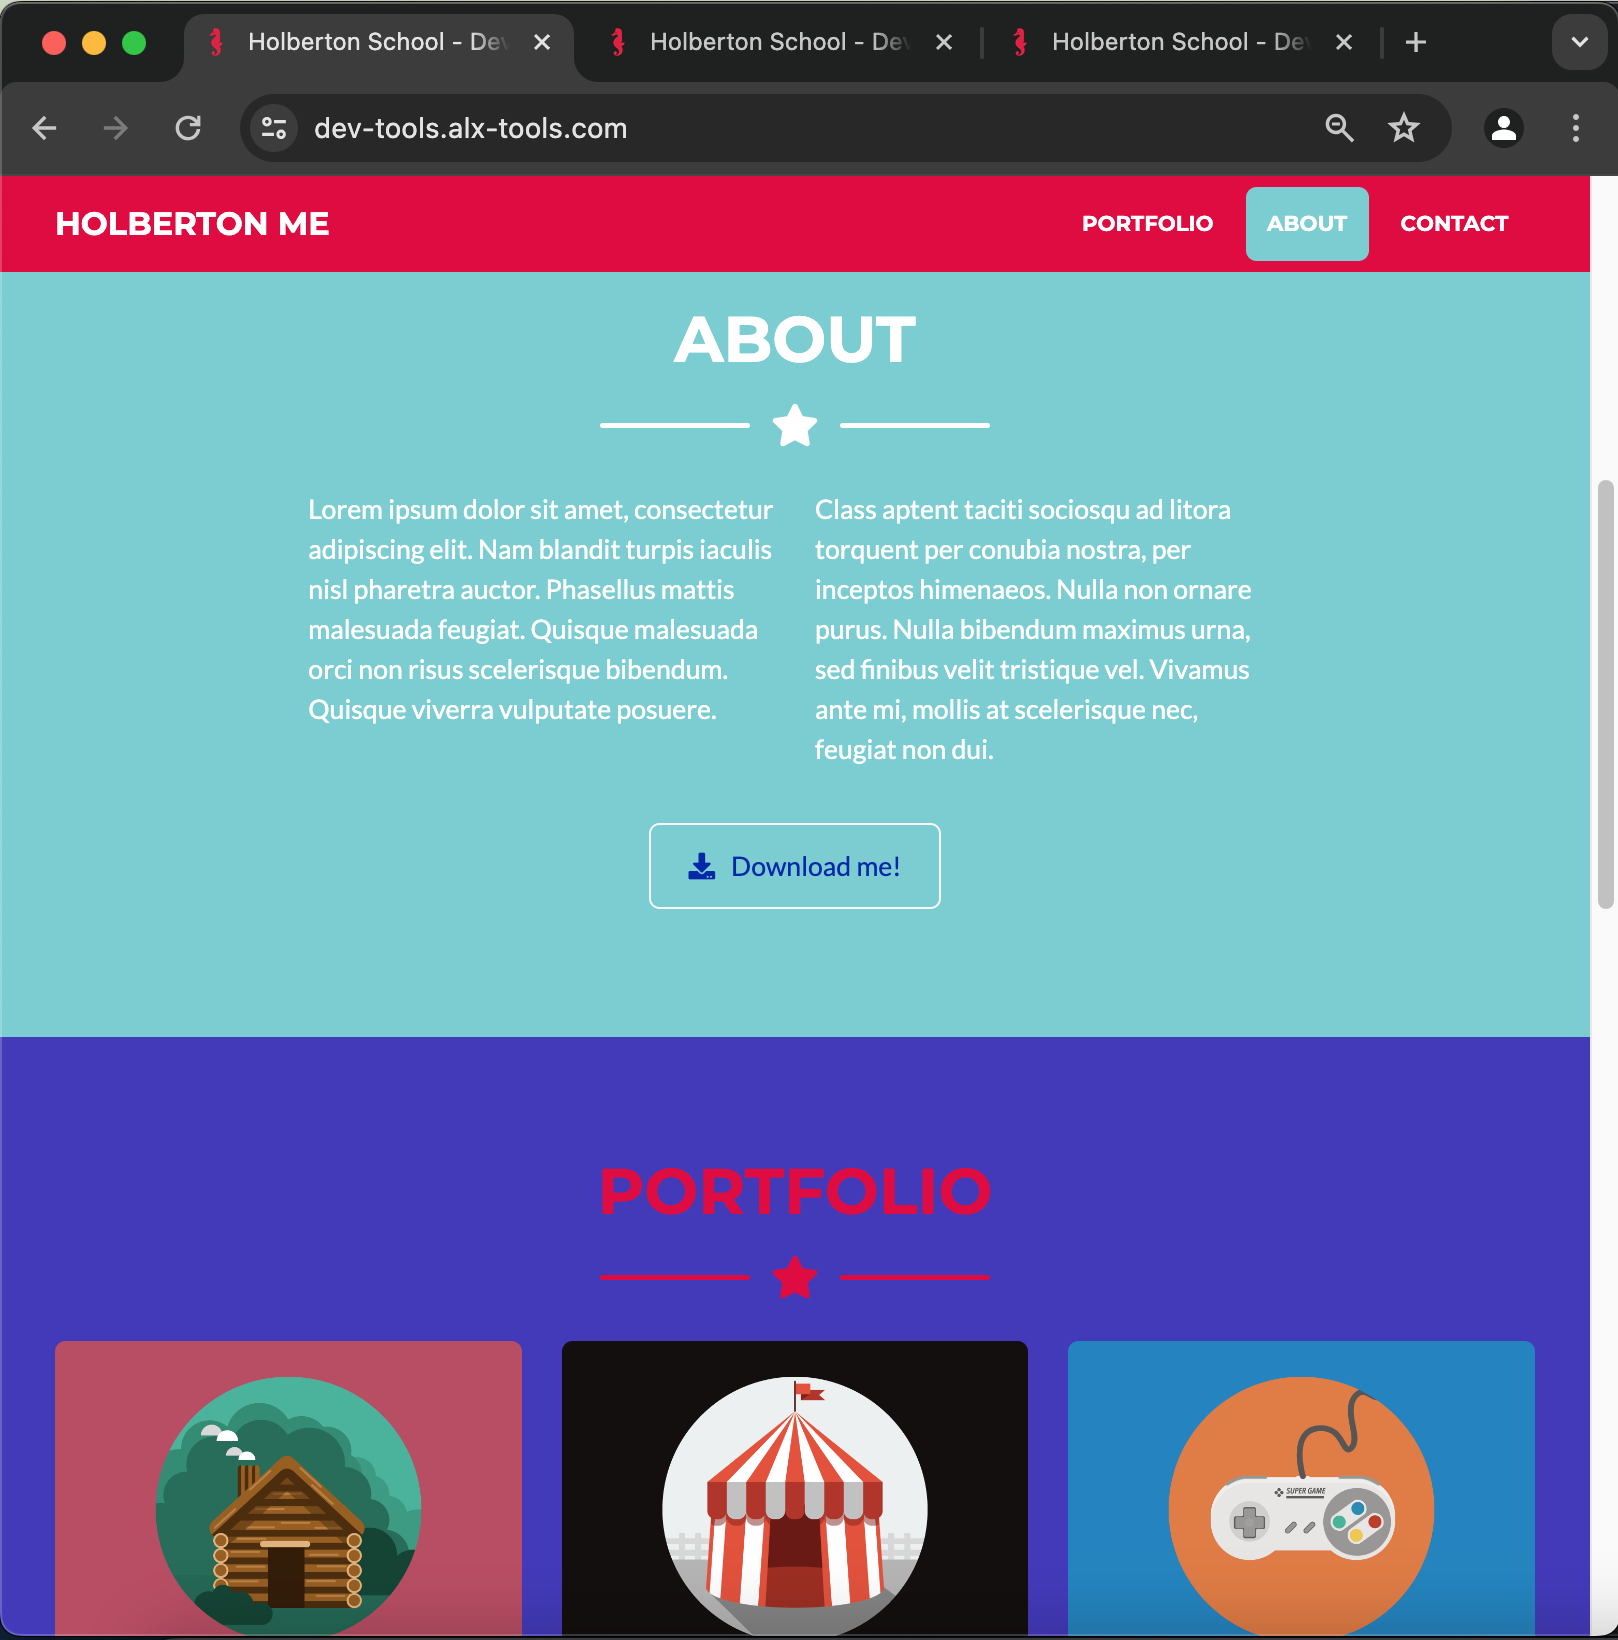 Holberton School - Dev
Holberton School - Dev
Holberton School - Dev
dev-tools.alx-tools.com
HOLBERTON ME
PORTFOLIO
ABOUT
CONTACT
ABOUT
Lorem ipsum dolor sit amet, consectetur
adipiscing elit. Nam blandit turpis iaculis
nisl pharetra auctor. Phasellus mattis
malesuada feugiat. Quisque malesuada
orci non risus scelerisque bibendum.
Quisque viverra vulputate posuere.
Class aptent taciti sociosqu ad litora
torquent per conubia nostra, per
inceptos himenaeos. Nulla non ornare
purus. Nulla bibendum maximus urna,
sed finibus velit tristique vel. Vivamus
ante mi, mollis at scelerisque nec,
feugiat non dui.
Download me!
PORTFOLIO
SUPER GAME